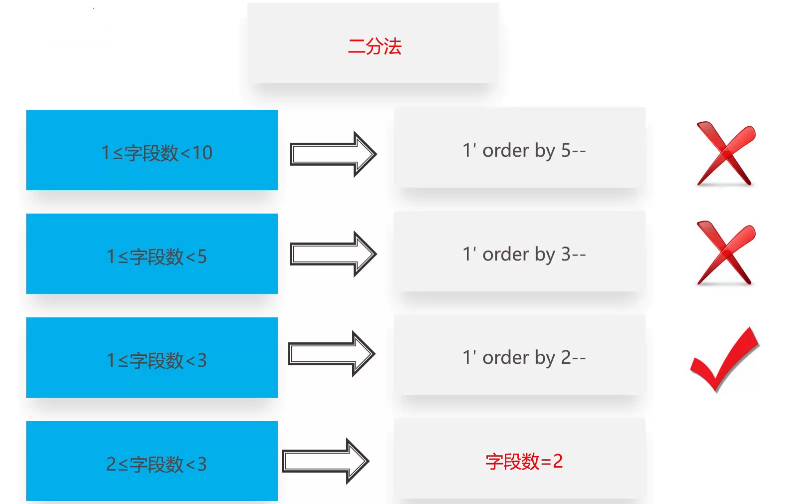 二分法
1≤字段数<10
1' order by 5--
1≤字段数<5
1' order by 3--
1≤字段数<3
1' order by 2--
2≤字段数<3
字段数=2